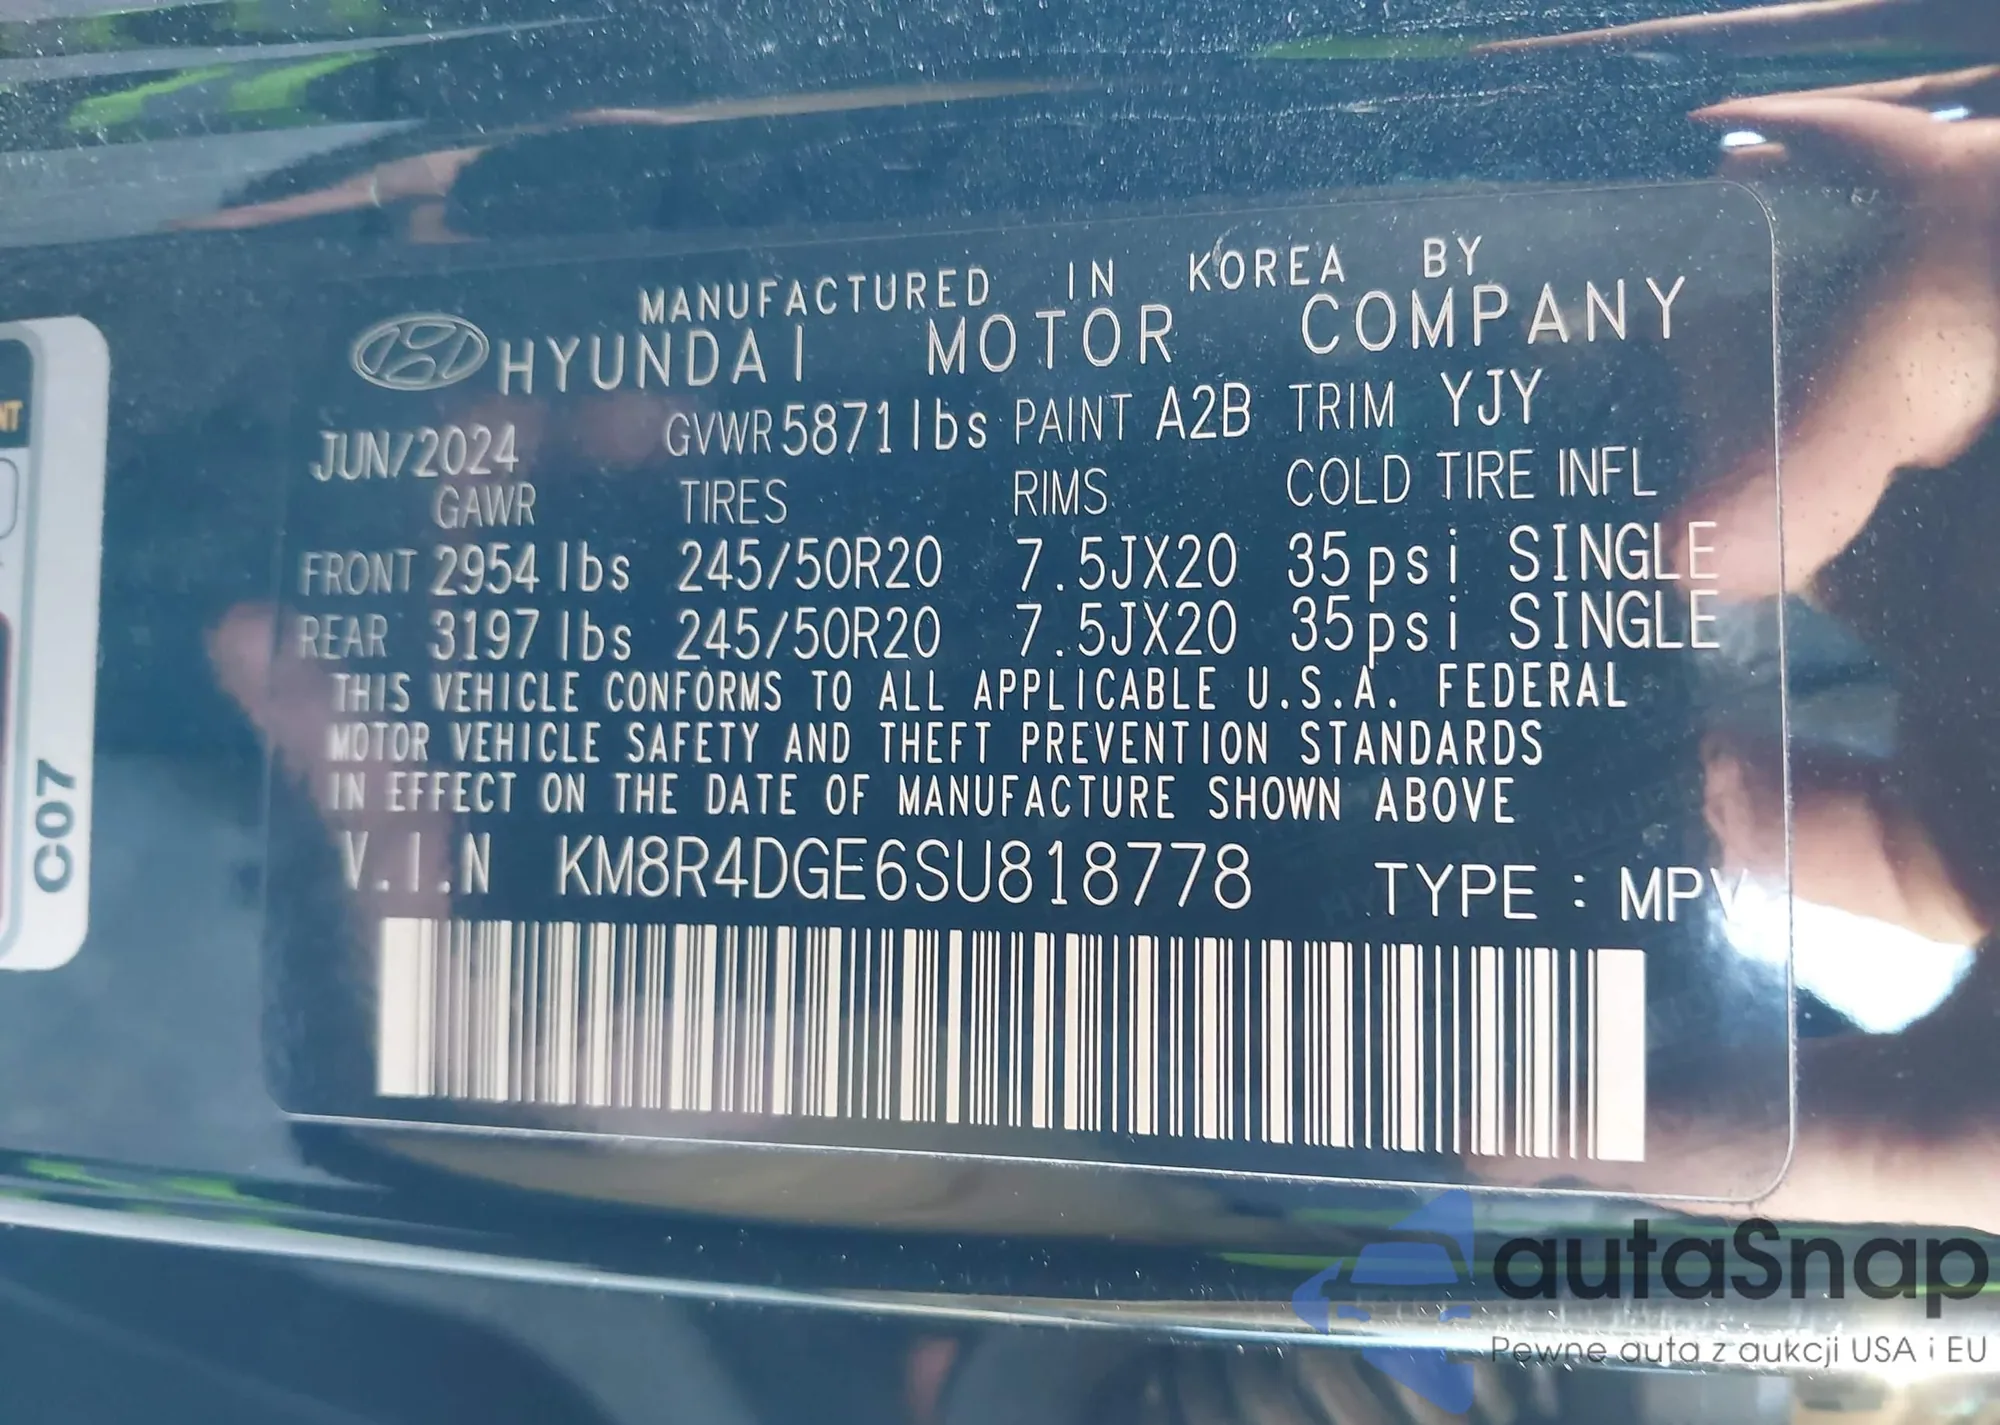 MANUFACTURED IN KOREA BY
HYUNDAI MOTOR COMPANY
JUN/2024 GVWR 5871lbs PAINT A2B TRIM YJY
GAWR TIRES RIMS COLD TIRE INFL
FRONT 2954 lbs 245/50R20 7.5JX20 35psi SINGLE
REAR 3197 lbs 245/50R20 7.5JX20 35psi SINGLE
THIS VEHICLE CONFORMS TO ALL APPLICABLE U.S.A. FEDERAL
MOTOR VEHICLE SAFETY AND THEFT PREVENTION STANDARDS
IN EFFECT ON THE DATE OF MANUFACTURE SHOWN ABOVE
V.I.N KM8R4DGE6SU818778 TYPE : MPV
C07
NT
autaSnap
Pewne auta z aukcji USA i EU